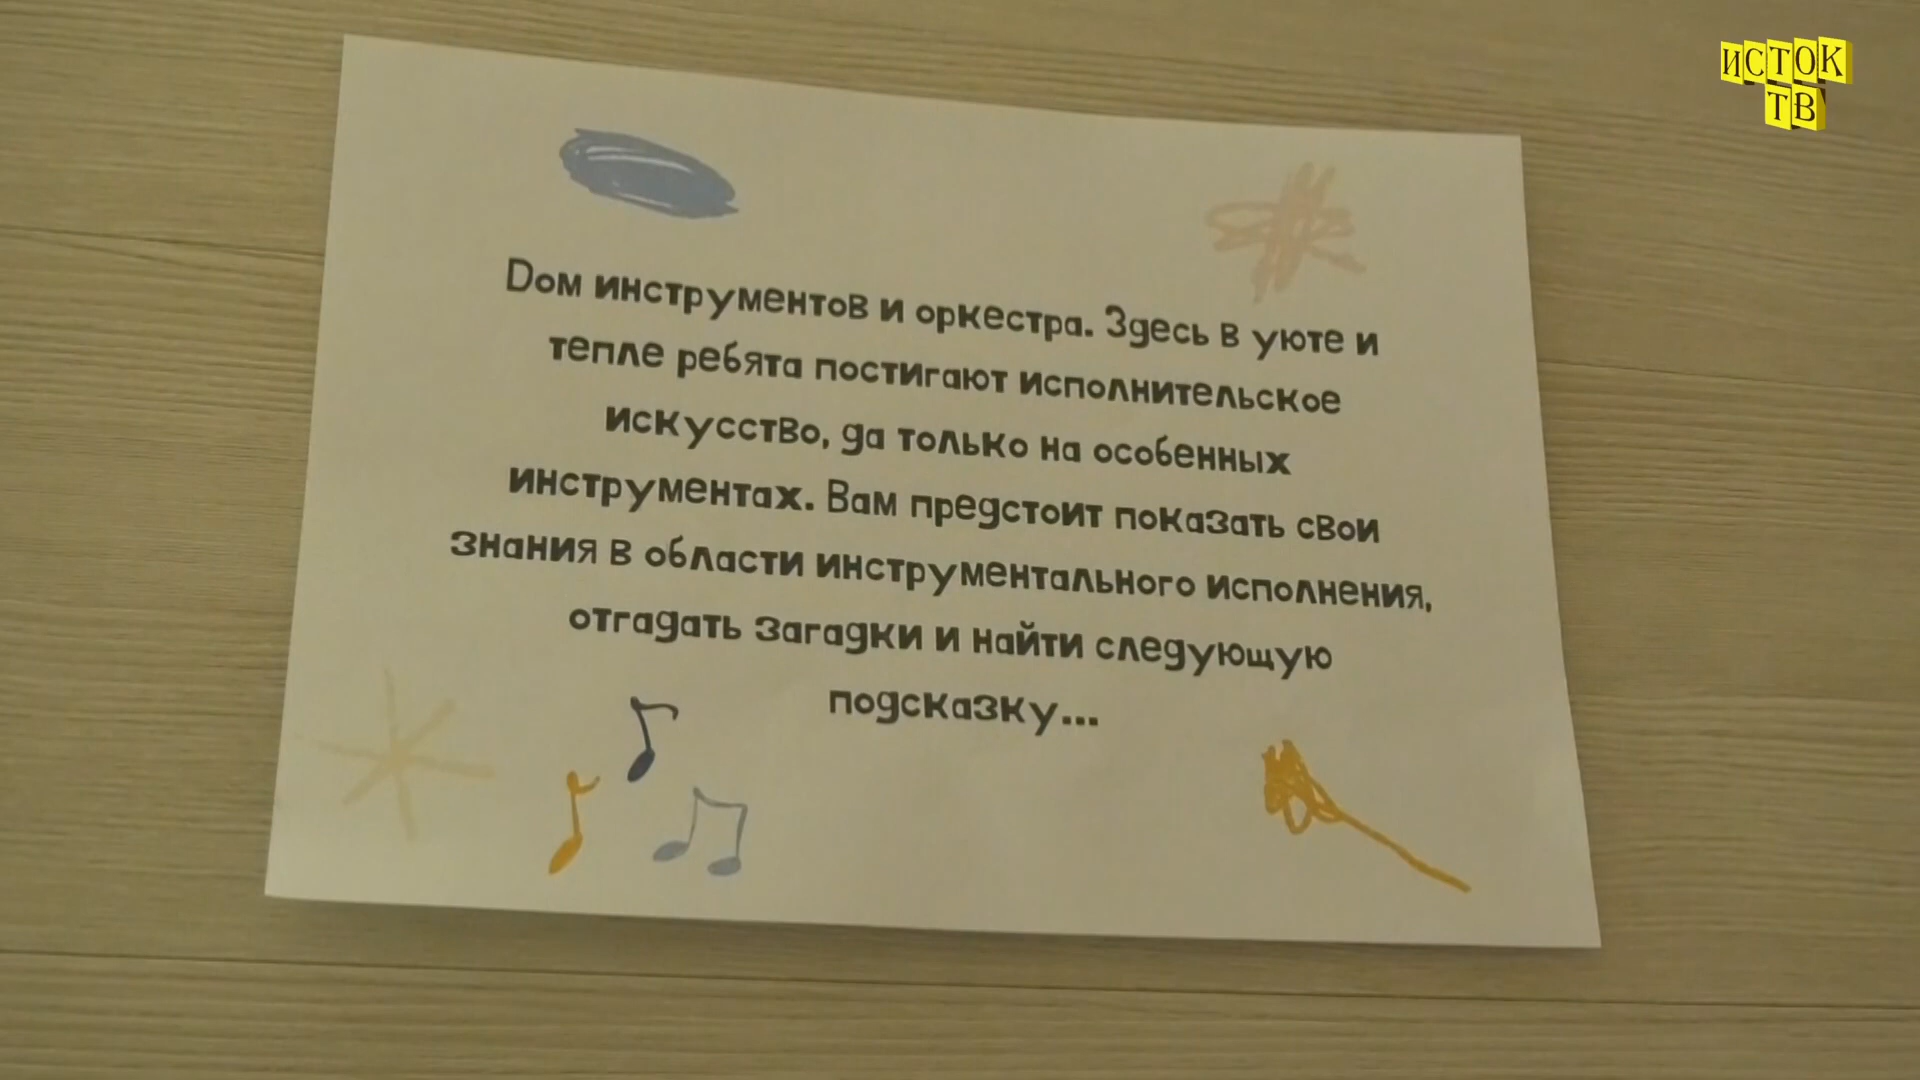 ИСТОК
ТВ
Дом инструментов и оркестра. Здесь в уюте и
тепле ребята постигают исполнительское
искусство, да только на особенных
инструментах. Вам предстоит показать свои
знания в области инструментального исполнения,
отгадать загадки и найти следующую
подсказку...